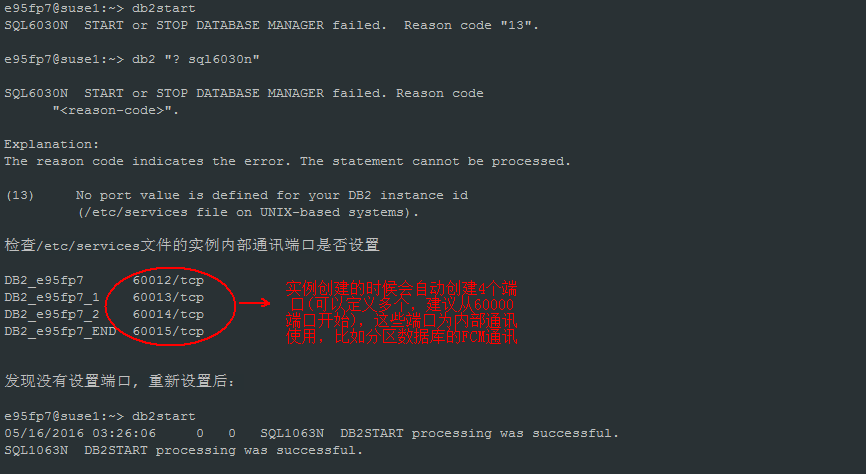 e95fp7@suse1:~> db2start
SQL6030N  START or STOP DATABASE MANAGER failed.  Reason code "13".
e95fp7@suse1:~> db2 "? sql6030n"
SQL6030N  START or STOP DATABASE MANAGER failed. Reason code
"<reason-code>".
Explanation:
The reason code indicates the error. The statement cannot be processed.
(13)     No port value is defined for your DB2 instance id
(/etc/services file on UNIX-based systems).
检查/etc/services文件的实例内部通讯端口是否设置
DB2_e95fp7      60012/tcp
DB2_e95fp7_1    60013/tcp
DB2_e95fp7_2    60014/tcp
DB2_e95fp7_END  60015/tcp
实例创建的时候会自动创建4个端
口(可以定义多个，建议从60000
端口开始)，这些端口为内部通讯
使用，比如分区数据库的FCM通讯
发现没有设置端口, 重新设置后:
e95fp7@suse1:~> db2start
05/16/2016 03:26:06     0   0   SQL1063N  DB2START processing was successful.
SQL1063N  DB2START processing was successful.